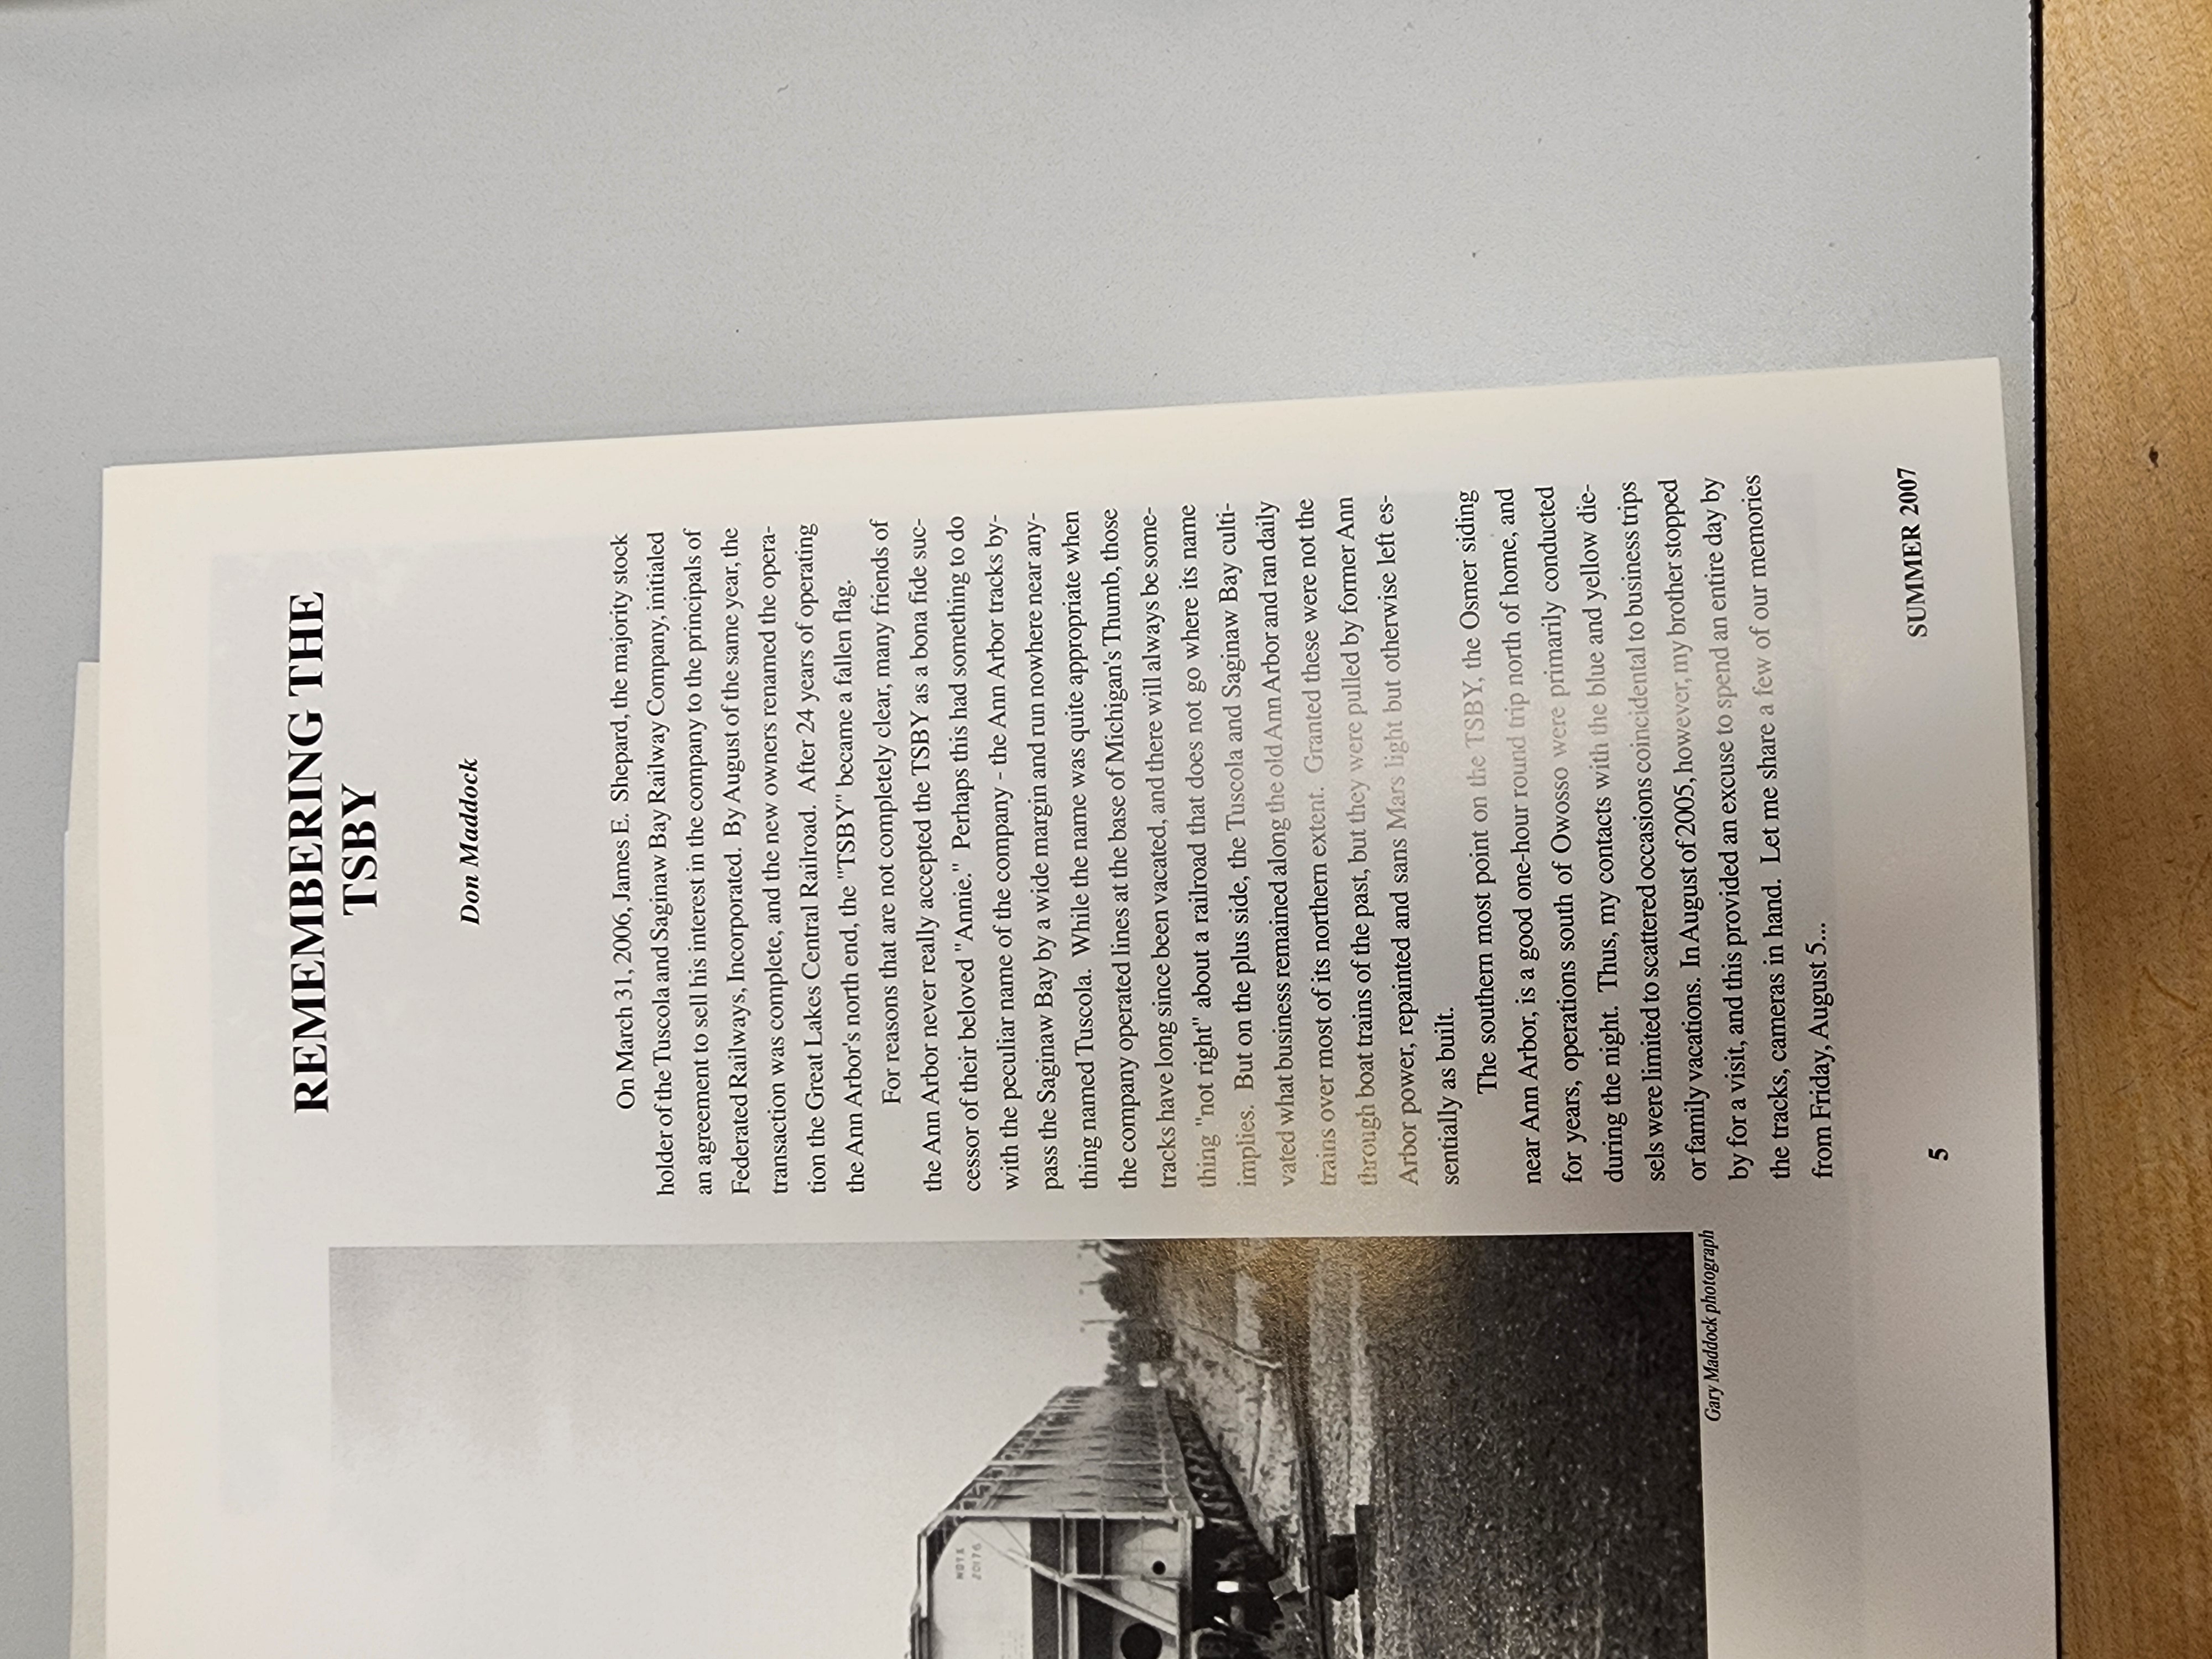 REMEMBERING THE
TSBY
Don Maddock
On March 31, 2006, James E. Shepard, the majority stock
holder of the Tuscola and Saginaw Bay Railway Company, initialed
an agreement to sell his interest in the company to the principals of
Federated Railways, Incorporated. By August of the same year, the
transaction was complete, and the new owners renamed the opera-
tion the Great Lakes Central Railroad. After 24 years of operating
the Ann Arbor's north end, the "TSBY" became a fallen flag.
For reasons that are not completely clear, many friends of
the Ann Arbor never really accepted the TSBY as a bona fide suc-
cessor of their beloved "Annie." Perhaps this had something to do
with the peculiar name of the company - the Ann Arbor tracks by-
pass the Saginaw Bay by a wide margin and run nowhere near any-
thing named Tuscola. While the name was quite appropriate when
the company operated lines at the base of Michigan's Thumb, those
tracks have long since been vacated, and there will always be some-
thing "not right" about a railroad that does not go where its name
implies. But on the plus side, the Tuscola and Saginaw Bay culti-
vated what business remained along the old Ann Arbor and ran daily
trains over most of its northern extent. Granted these were not the
through boat trains of the past, but they were pulled by former Ann
Arbor power, repainted and sans Mars light but otherwise left es-
sentially as built.
The southern most point on the TSBY, the Osmer siding
near Ann Arbor, is a good one-hour round trip north of home, and
for years, operations south of Owosso were primarily conducted
during the night. Thus, my contacts with the blue and yellow die-
sels were limited to scattered occasions coincidental to business trips
or family vacations. In August of 2005, however, my brother stopped
by for a visit, and this provided an excuse to spend an entire day by
the tracks, cameras in hand. Let me share a few of our memories
from Friday, August 5...
Gary Maddock photograph
5
SUMMER 2007